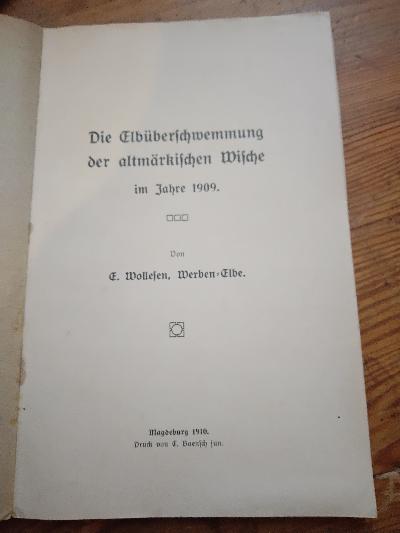 Die Elbüberschwemmung
der altmärkischen Wische
im Jahre 1909.
Von
E. Wollesen, Werben-Elbe.
Magdeburg 1910.
Druck von E. Baensch jun.